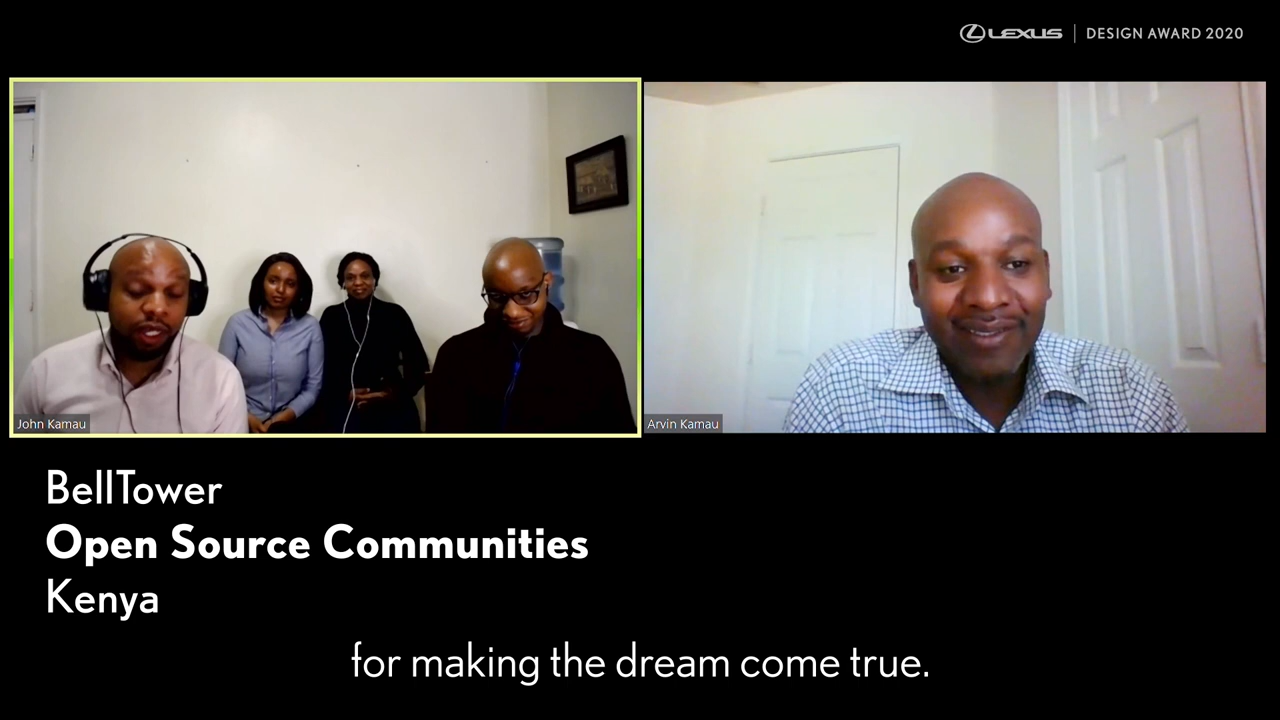 LEXUS | DESIGN AWARD 2020
John Kamau
Arvin Kamau
BellTower
Open Source Communities
Kenya
for making the dream come true.